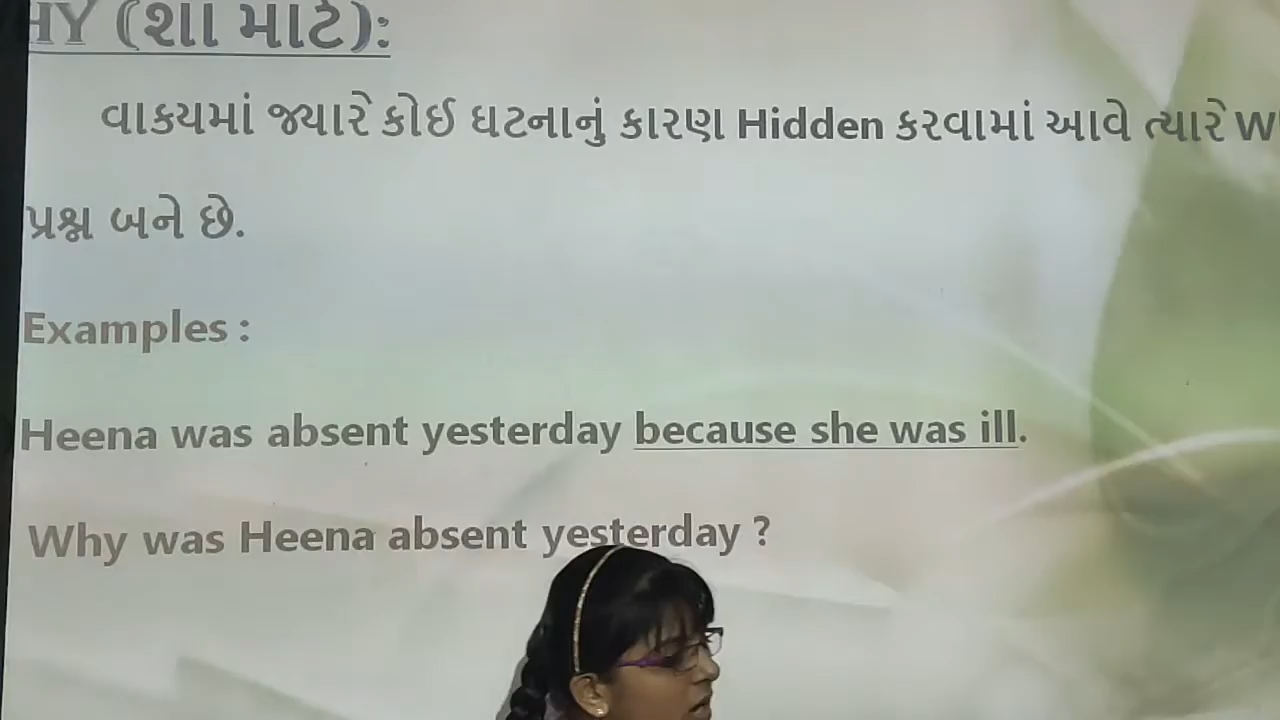 HY (શા માટે):
વાકયમાં જ્યારે કોઈ ઘટનાનું કારણ Hidden કરવામાં આવે ત્યારે W
પ્રશ્ન બને છે.
Examples :
Heena was absent yesterday because she was ill.
Why was Heena absent yesterday ?